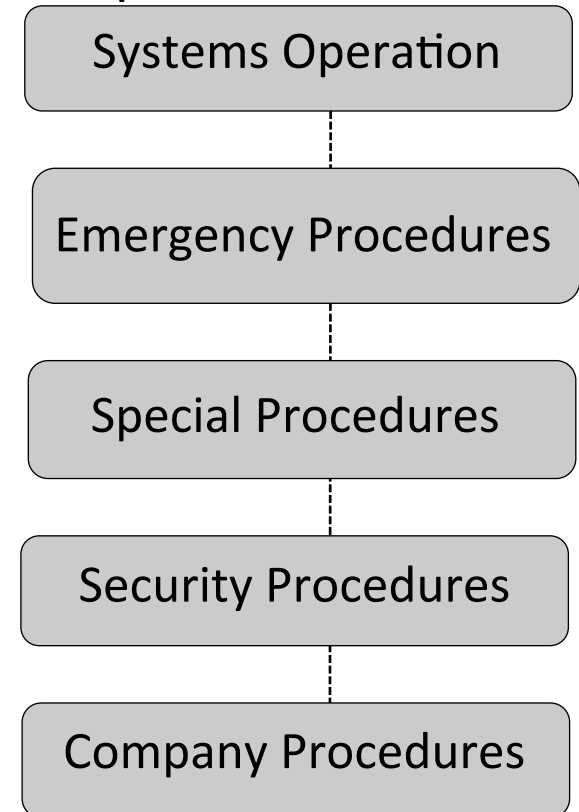 Systems Operation
Emergency Procedures
Special Procedures
Security Procedures
Company Procedures